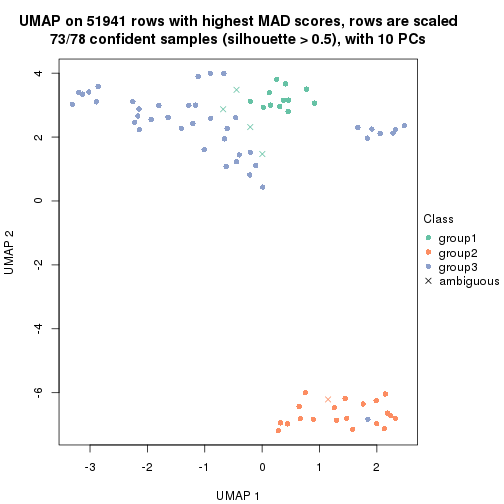 UMAP on 51941 rows with highest MAD scores, rows are scaled
73/78 confident samples (silhouette > 0.5), with 10 PCs
4
2
0
-2
-4
-6
UMAP 2
-3
-2
-1
0
1
2
UMAP 1
Class
group1
group2
group3
ambiguous